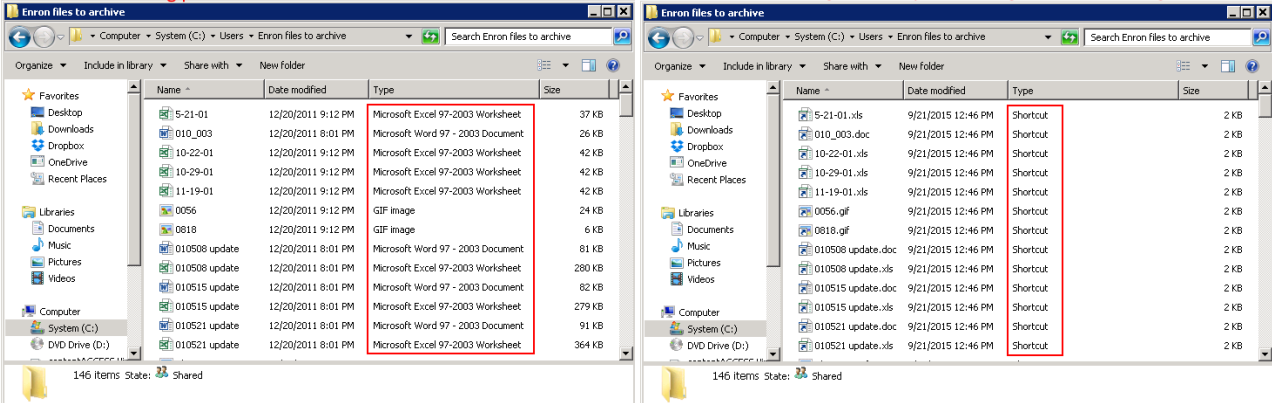 Enron files to archive
Computer System (C:) Users Enron files to archive Search Enron files to archive
Organize Include in library Share with New folder
Name Date modified Type Size
Favorites
Desktop
Downloads
Dropbox
OneDrive
Recent Places
Libraries
Documents
Music
Pictures
Videos
Computer
System (C:)
DVD Drive (D:)
5-21-01 12/20/2011 9:12 PM Microsoft Excel 97-2003 Worksheet 37 KB
010_003 12/20/2011 8:01 PM Microsoft Word 97 - 2003 Document 26 KB
10-22-01 12/20/2011 9:12 PM Microsoft Excel 97-2003 Worksheet 42 KB
10-29-01 12/20/2011 9:12 PM Microsoft Excel 97-2003 Worksheet 42 KB
11-19-01 12/20/2011 9:12 PM Microsoft Excel 97-2003 Worksheet 42 KB
0056 12/20/2011 9:12 PM GIF image 24 KB
0818 12/20/2011 9:12 PM GIF image 6 KB
010508 update 12/20/2011 8:01 PM Microsoft Word 97 - 2003 Document 81 KB
010508 update 12/20/2011 8:01 PM Microsoft Excel 97-2003 Worksheet 280 KB
010515 update 12/20/2011 8:01 PM Microsoft Word 97 - 2003 Document 82 KB
010515 update 12/20/2011 8:01 PM Microsoft Excel 97-2003 Worksheet 279 KB
010521 update 12/20/2011 8:01 PM Microsoft Word 97 - 2003 Document 91 KB
010521 update 12/20/2011 8:01 PM Microsoft Excel 97-2003 Worksheet 364 KB
146 items State: Shared
Enron files to archive
Computer System (C:) Users Enron files to archive Search Enron files to archive
Organize Include in library Share with New folder
Name Date modified Type Size
Favorites
Desktop
Downloads
Dropbox
OneDrive
Recent Places
Libraries
Documents
Music
Pictures
Videos
Computer
System (C:)
DVD Drive (D:)
5-21-01.xls 9/21/2015 12:46 PM Shortcut 2 KB
010_003.doc 9/21/2015 12:46 PM Shortcut 2 KB
10-22-01.xls 9/21/2015 12:46 PM Shortcut 2 KB
10-29-01.xls 9/21/2015 12:46 PM Shortcut 2 KB
11-19-01.xls 9/21/2015 12:46 PM Shortcut 2 KB
0056.gif 9/21/2015 12:46 PM Shortcut 2 KB
0818.gif 9/21/2015 12:46 PM Shortcut 2 KB
010508 update.doc 9/21/2015 12:46 PM Shortcut 2 KB
010508 update.xls 9/21/2015 12:46 PM Shortcut 2 KB
010515 update.doc 9/21/2015 12:46 PM Shortcut 2 KB
010515 update.xls 9/21/2015 12:46 PM Shortcut 2 KB
010521 update.doc 9/21/2015 12:46 PM Shortcut 2 KB
010521 update.xls 9/21/2015 12:46 PM Shortcut 2 KB
146 items State: Shared